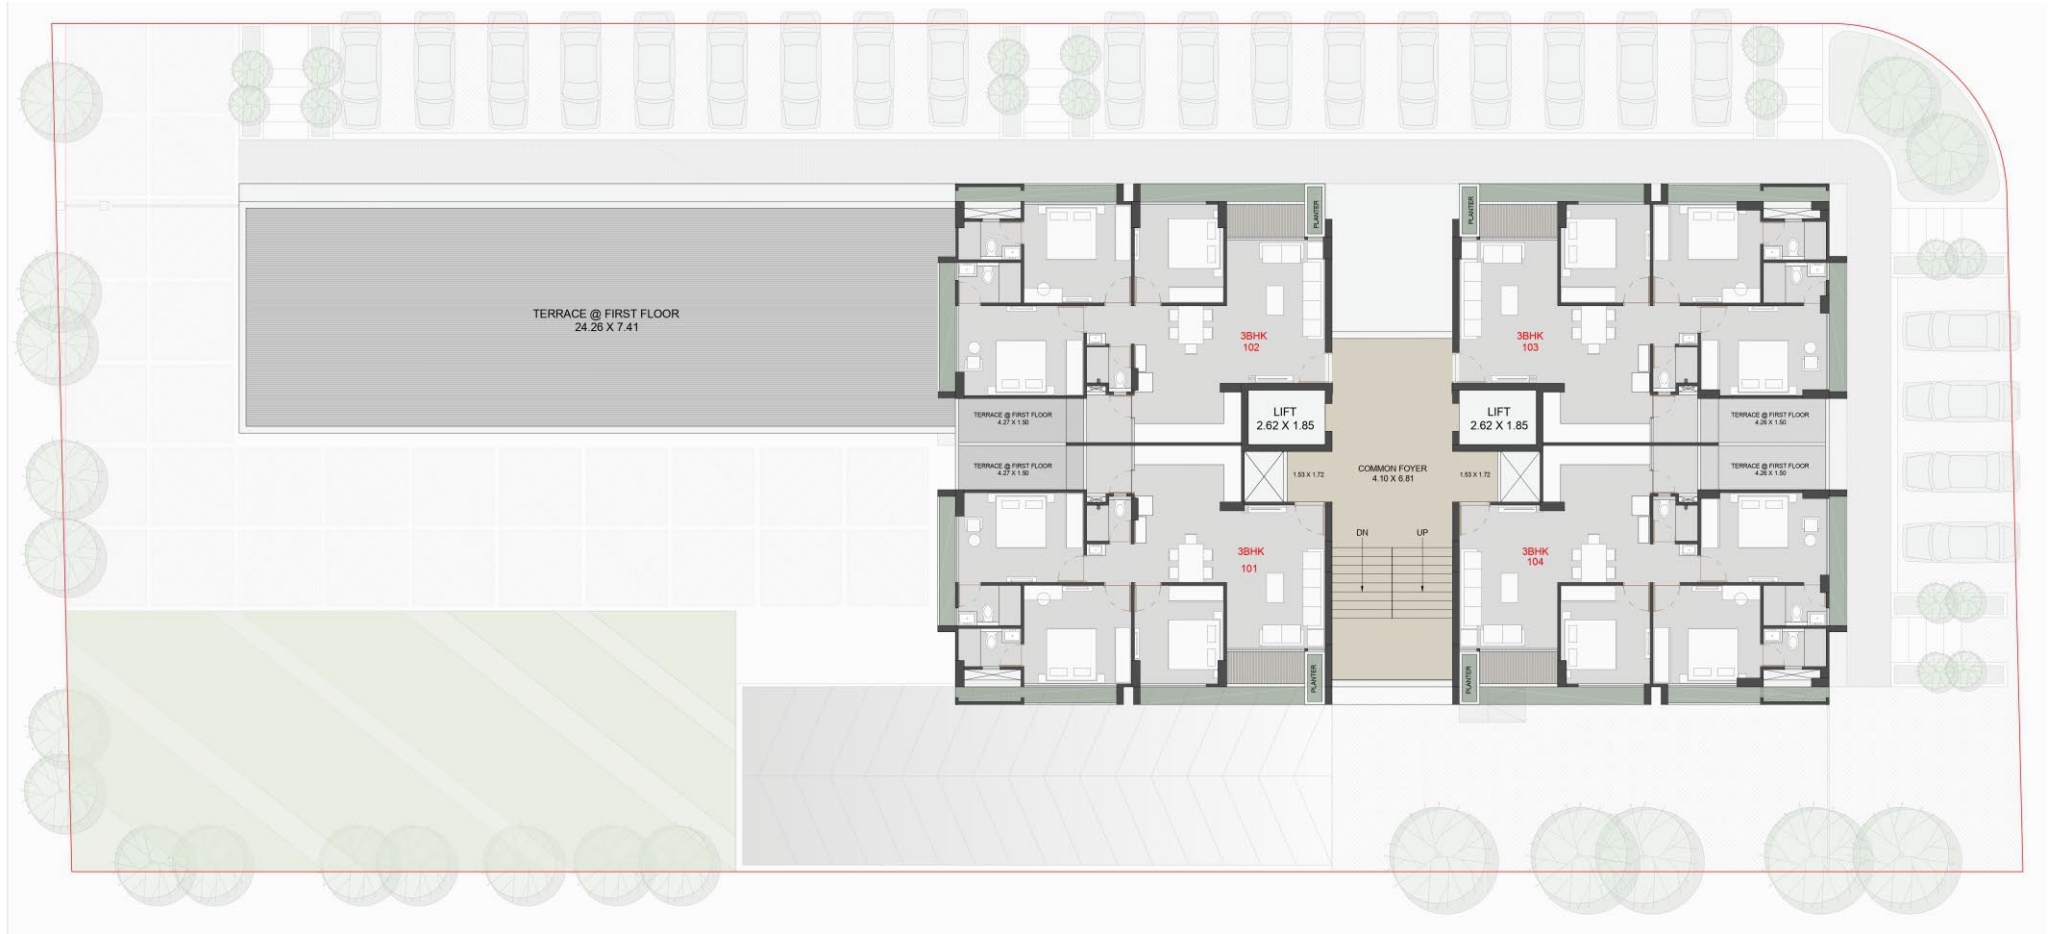 PLANTER
PLANTER
TERRACE @ FIRST FLOOR
24.26 X 7.41
3BHK
102
3BHK
103
LIFT
2.62 X 1.85
LIFT
2.62 X 1.85
TERRACE @ FIRST FLOOR
4.27 X 1.50
TERRACE @ FIRST FLOOR
4.26 X 1.50
TERRACE @ FIRST FLOOR
4.27 X 1.50
1.53 X 1.72
COMMON FOYER
4.10 X 6.81
1.53 X 1.72
TERRACE @ FIRST FLOOR
4.26 X 1.50
DN
UP
3BHK
101
3BHK
104
PLANTER
PLANTER